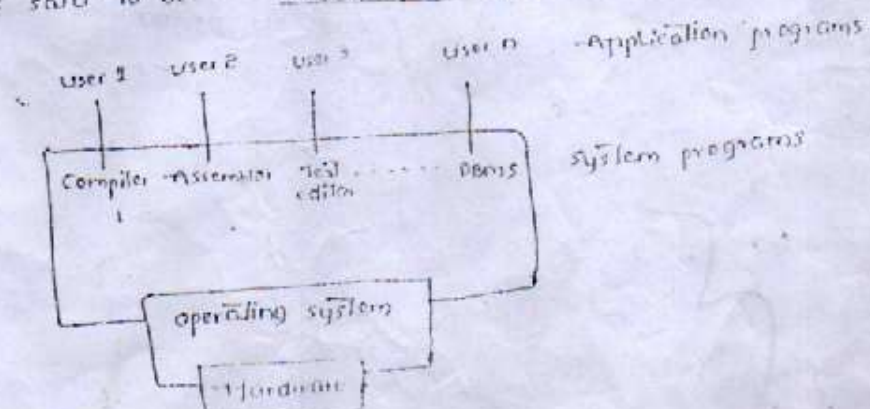 User 1 User 2 User 3 User n Application programs
Compiler Assembler Text ...... DBMS System programs
editor
operating system
Hardware